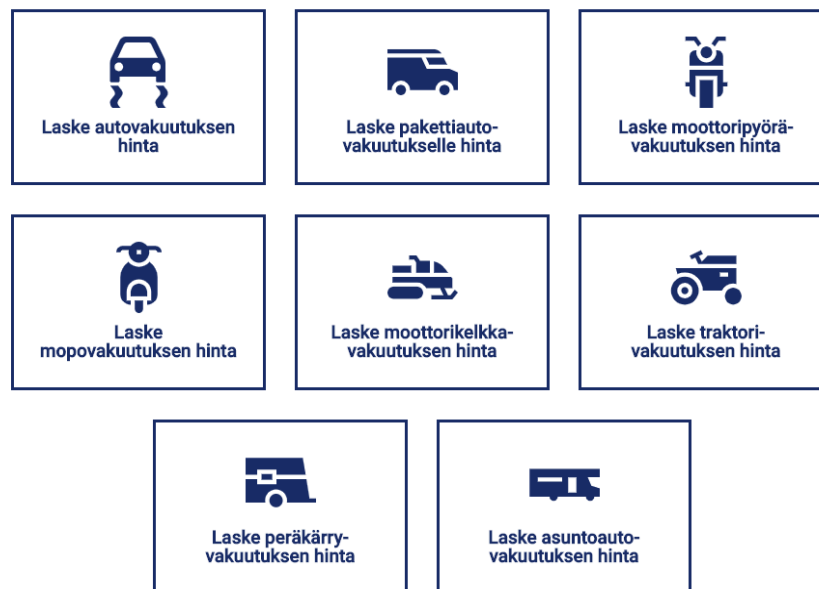 Laske autovakuutuksen
hinta
Laske pakettiauto-
vakuutukselle hinta
Laske moottoripyörä-
vakuutuksen hinta
Laske
mopovakuutuksen hinta
Laske moottorikelkka-
vakuutuksen hinta
Laske traktori-
vakuutuksen hinta
Laske peräkärry-
vakuutuksen hinta
Laske asuntoauto-
vakuutuksen hinta